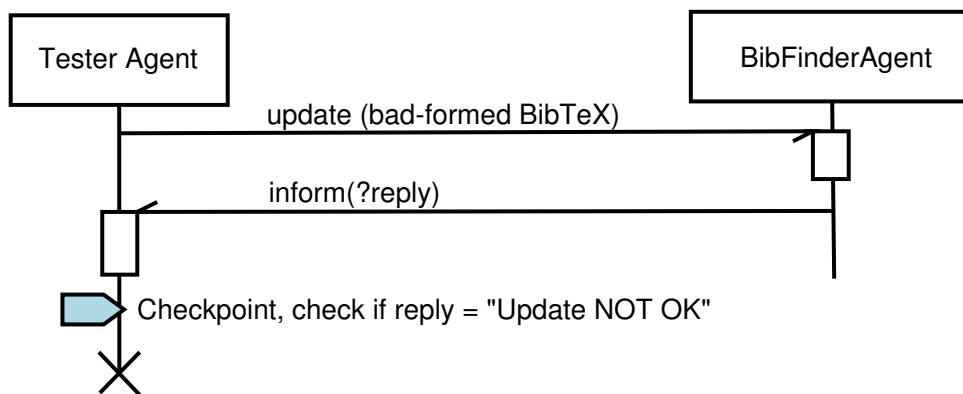 Tester Agent
BibFinderAgent
update (bad-formed BibTeX)
inform(?reply)
Checkpoint, check if reply = "Update NOT OK"